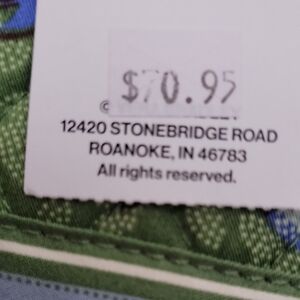 $70.95
©
12420 STONEBRIDGE ROAD
ROANOKE, IN 46783
All rights reserved.